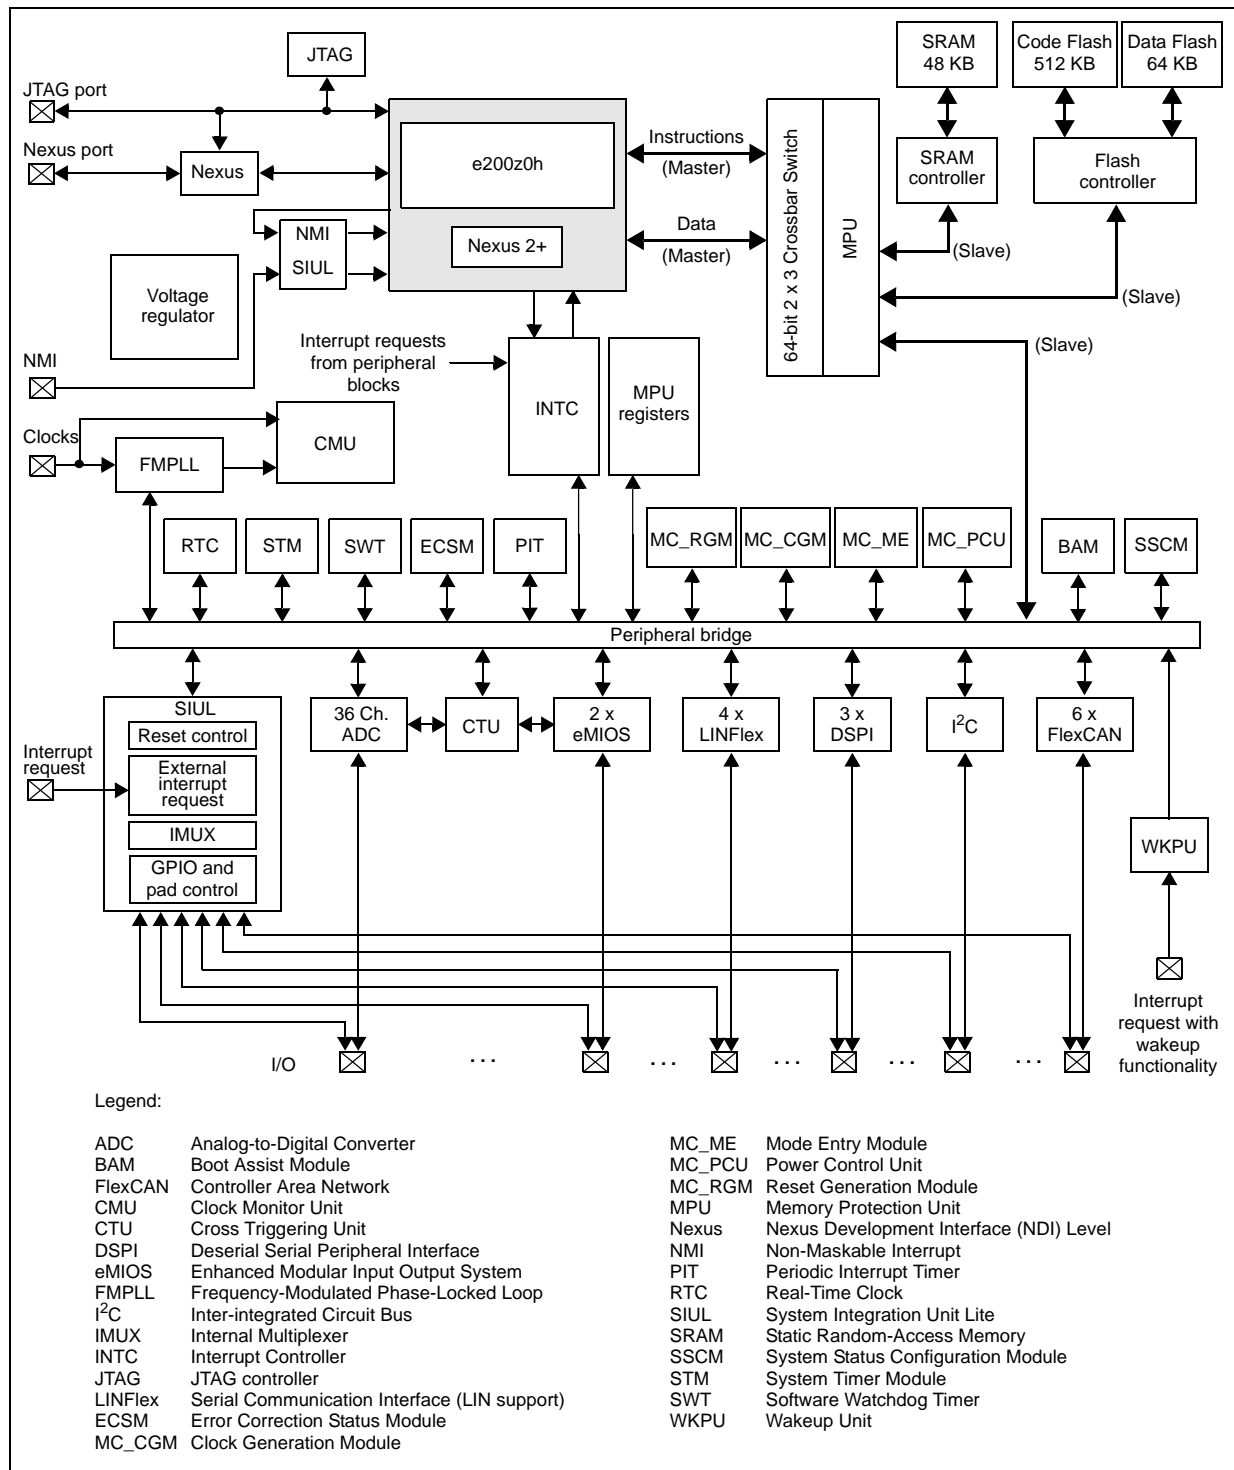 JTAG
SRAM
48 KB
Code Flash
512 KB
Data Flash
64 KB
JTAG port
Nexus port
Nexus
e200z0h
Nexus 2+
NMI
SIUL
Instructions
(Master)
Data
(Master)
64-bit 2 x 3 Crossbar Switch
MPU
SRAM
controller
Flash
controller
(Slave)
(Slave)
(Slave)
Voltage
regulator
NMI
Interrupt requests
from peripheral
blocks
INTC
MPU
registers
Clocks
FMPLL
CMU
RTC
STM
SWT
ECSM
PIT
MC_RGM
MC_CGM
MC_ME
MC_PCU
BAM
SSCM
Peripheral bridge
SIUL
Reset control
External
interrupt
request
IMUX
GPIO and
pad control
Interrupt
request
36 Ch.
ADC
CTU
2 x
eMIOS
4 x
LINFlex
3 x
DSPI
I2C
6 x
FlexCAN
WKPU
Interrupt
request with
wakeup
functionality
I/O
. . .
. . .
. . .
. . .
. . .
Legend:
ADC Analog-to-Digital Converter
BAM Boot Assist Module
FlexCAN Controller Area Network
CMU Clock Monitor Unit
CTU Cross Triggering Unit
DSPI Deserial Serial Peripheral Interface
eMIOS Enhanced Modular Input Output System
FMPLL Frequency-Modulated Phase-Locked Loop
I2C Inter-integrated Circuit Bus
IMUX Internal Multiplexer
INTC Interrupt Controller
JTAG JTAG controller
LINFlex Serial Communication Interface (LIN support)
ECSM Error Correction Status Module
MC_CGM Clock Generation Module
MC_ME Mode Entry Module
MC_PCU Power Control Unit
MC_RGM Reset Generation Module
MPU Memory Protection Unit
Nexus Nexus Development Interface (NDI) Level
NMI Non-Maskable Interrupt
PIT Periodic Interrupt Timer
RTC Real-Time Clock
SIUL System Integration Unit Lite
SRAM Static Random-Access Memory
SSCM System Status Configuration Module
STM System Timer Module
SWT Software Watchdog Timer
WKPU Wakeup Unit